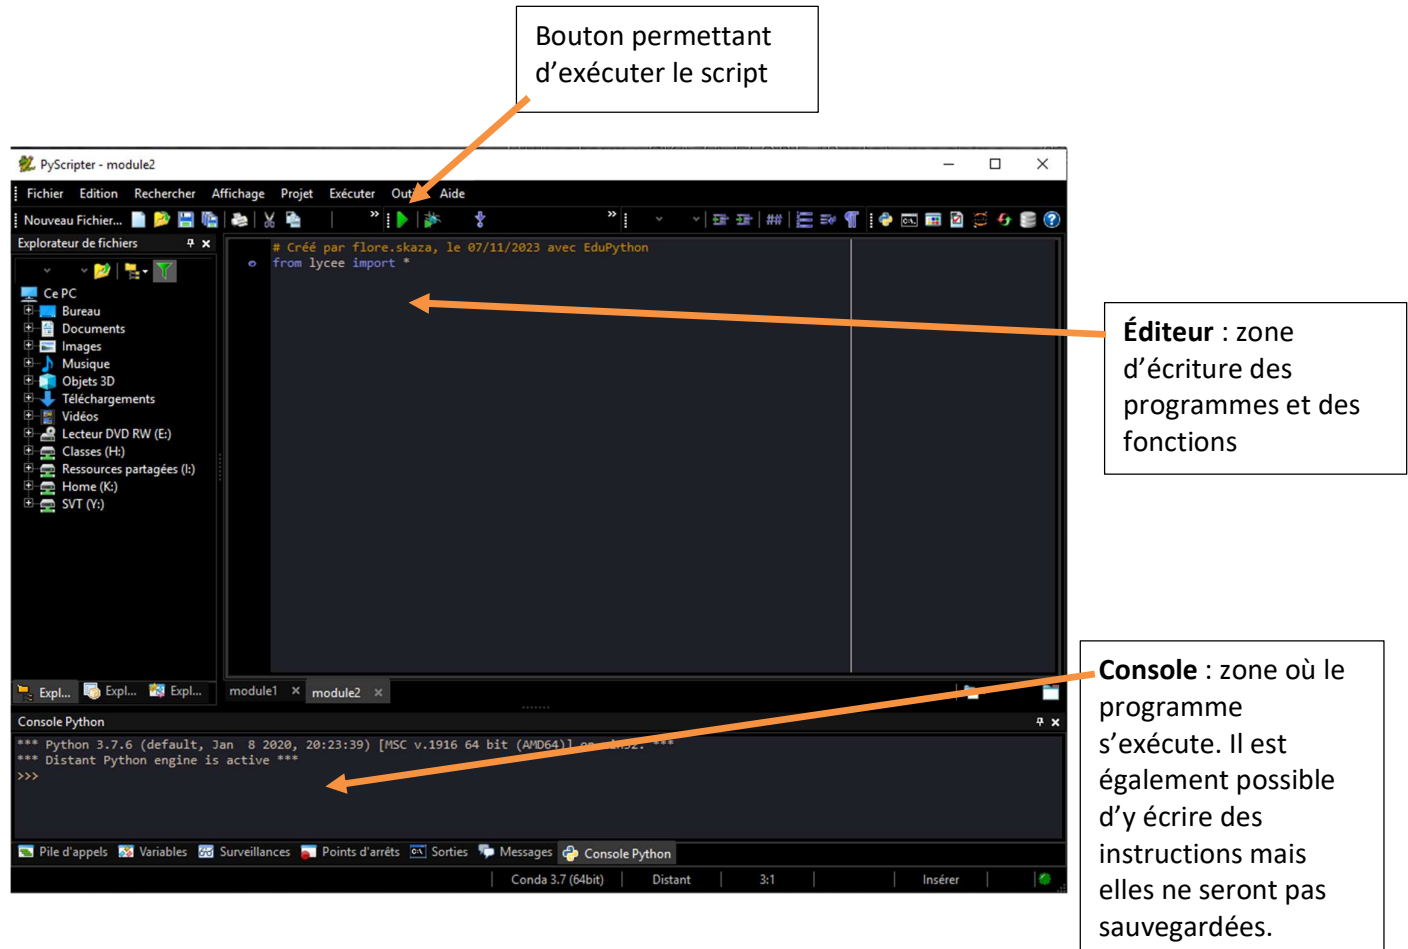 Bouton permettant
d’exécuter le script
PyScripter - module2
Fichier Edition Rechercher Affichage Projet Exécuter Aide
Nouveau Fichier...
Explorateur de fichiers
# Créé par flore.skaza, le 07/11/2023 avec EduPython
from lycee import *
Ce PC
Bureau
Documents
Images
Musique
Objets 3D
Téléchargements
Vidéos
Lecteur DVD RW (E:)
Classes (H:)
Ressources partagées (I:)
Home (K:)
SVT (Y:)
Éditeur : zone
d’écriture des
programmes et des
fonctions
Expl... Expl... Expl...
module1 module2
Console Python
*** Python 3.7.6 (default, Jan 8 2020, 20:23:39) [MSC v.1916 64 bit (AMD64)] ***
*** Distant Python engine is active ***
>>>
Pile d'appels Variables Surveillances Points d'arrêts Sorties Messages Console Python
Conda 3.7 (64bit) Distant 3:1 Insérer
Console : zone où le
programme
s’exécute. Il est
également possible
d’y écrire des
instructions mais
elles ne seront pas
sauvegardées.